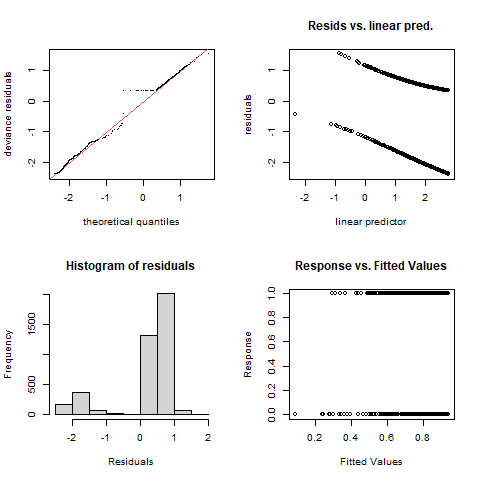 deviance residuals
1
0
-1
-2
-2 -1 0 1
theoretical quantiles
Resids vs. linear pred.
residuals
1
0
-1
-2
-1 0 1 2
linear predictor
Histogram of residuals
Frequency
1500
500
0
-2 -1 0 1 2
Residuals
Response vs. Fitted Values
Response
1.0
0.8
0.6
0.4
0.2
0.0
0.2 0.4 0.6 0.8
Fitted Values